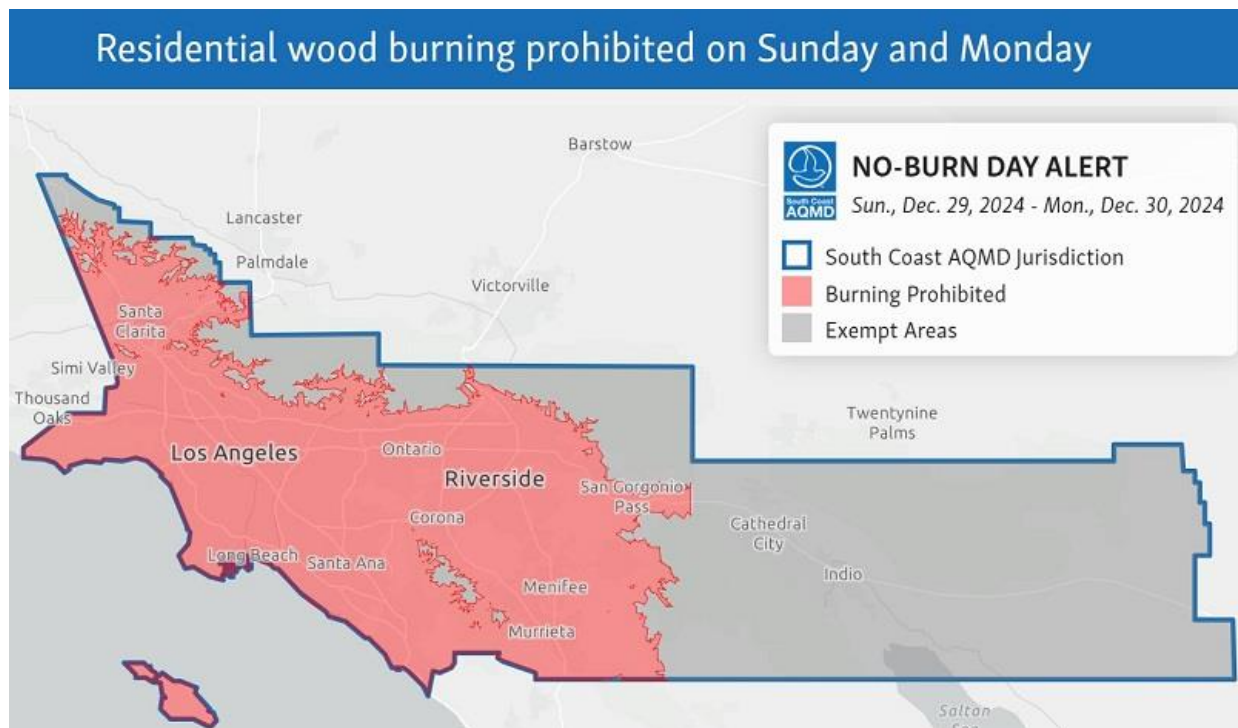 Residential wood burning prohibited on Sunday and Monday
Barstow
NO-BURN DAY ALERT
South Coast
AQMD
Sun., Dec. 29, 2024 - Mon., Dec. 30, 2024
South Coast AQMD Jurisdiction
Burning Prohibited
Exempt Areas
Lancaster
Palmdale
Victorville
Santa
Clarita
Simi Valley
Thousand
Oaks
Twentynine
Palms
Los Angeles
Ontario
Riverside
San Gorgonio
Pass
Corona
Cathedral
City
Long Beach
Santa Ana
Indio
Menifee
Murrieta
Salton